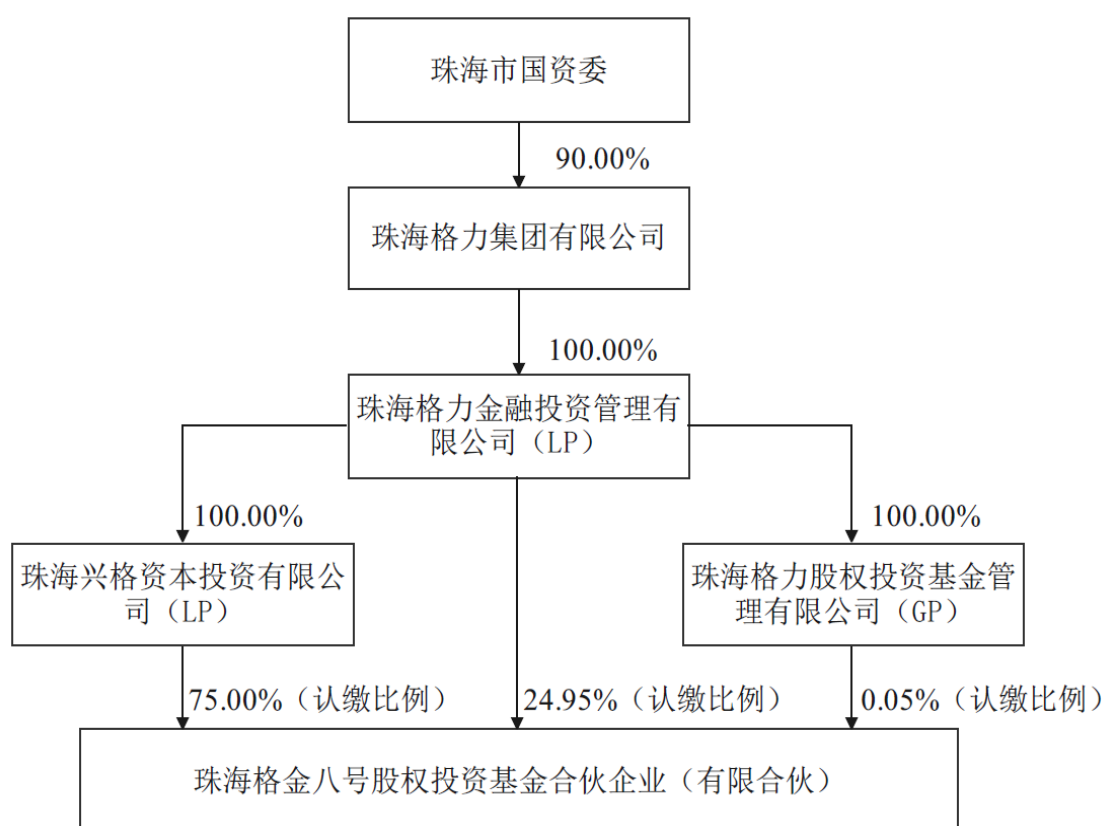 珠海市国资委
90.00%
珠海格力集团有限公司
100.00%
珠海格力金融投资管理有
限公司（LP）
100.00%
100.00%
珠海兴格资本投资有限公
司（LP）
珠海格力股权投资基金管
理有限公司（GP）
75.00%（认缴比例）
24.95%（认缴比例）
0.05%（认缴比例）
珠海格金八号股权投资基金合伙企业（有限合伙）